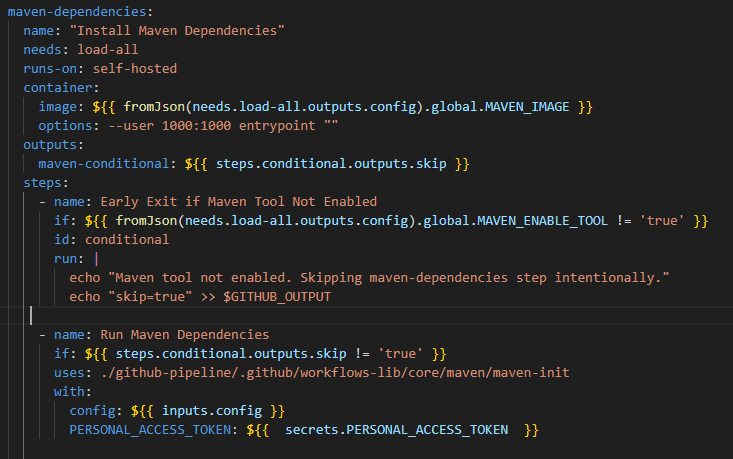 maven-dependencies:
  name: "Install Maven Dependencies"
  needs: load-all
  runs-on: self-hosted
  container:
    image: ${{ fromJson(needs.load-all.outputs.config).global.MAVEN_IMAGE }}
    options: --user 1000:1000 entrypoint ""
  outputs:
    maven-conditional: ${{ steps.conditional.outputs.skip }}
  steps:
    - name: Early Exit if Maven Tool Not Enabled
      if: ${{ fromJson(needs.load-all.outputs.config).global.MAVEN_ENABLE_TOOL != 'true' }}
      id: conditional
      run: |
        echo "Maven tool not enabled. Skipping maven-dependencies step intentionally."
        echo "skip=true" >> $GITHUB_OUTPUT

    - name: Run Maven Dependencies
      if: ${{ steps.conditional.outputs.skip != 'true' }}
      uses: ./github-pipeline/.github/workflows-lib/core/maven/maven-init
      with:
        config: ${{ inputs.config }}
        PERSONAL_ACCESS_TOKEN: ${{  secrets.PERSONAL_ACCESS_TOKEN  }}